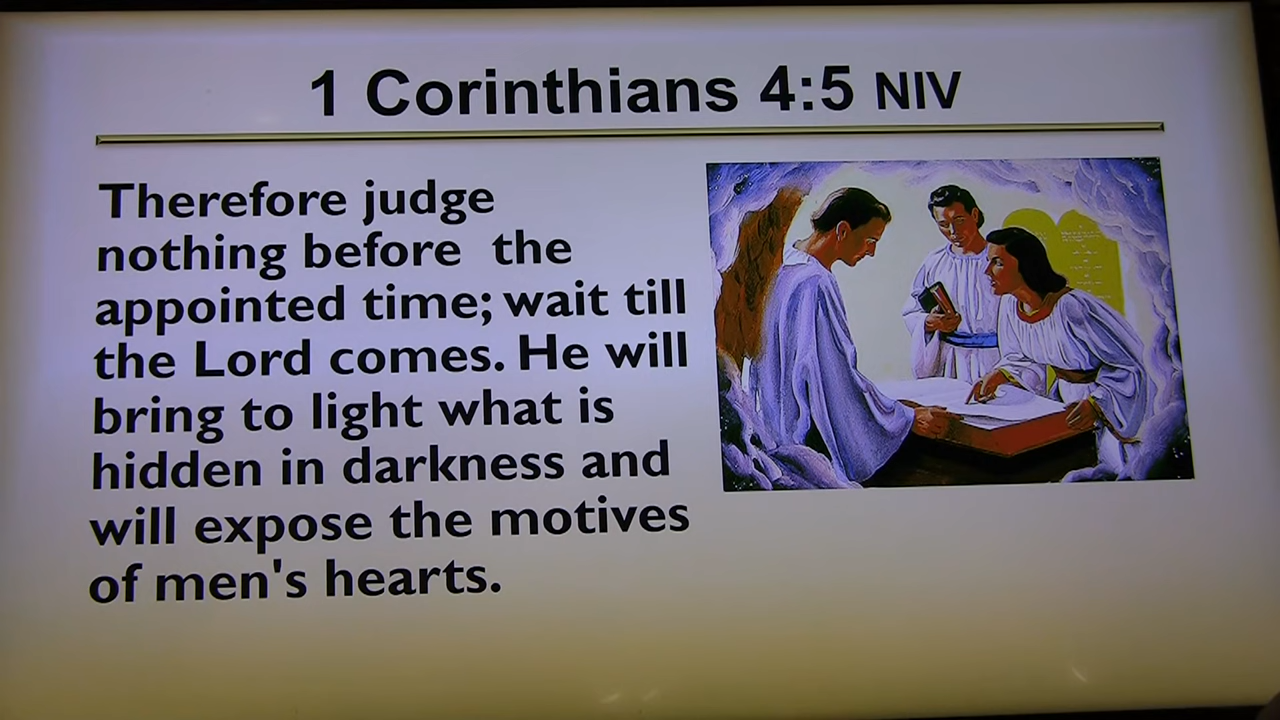 1 Corinthians 4:5 NIV
Therefore judge
nothing before the
appointed time; wait till
the Lord comes. He will
bring to light what is
hidden in darkness and
will expose the motives
of men's hearts.